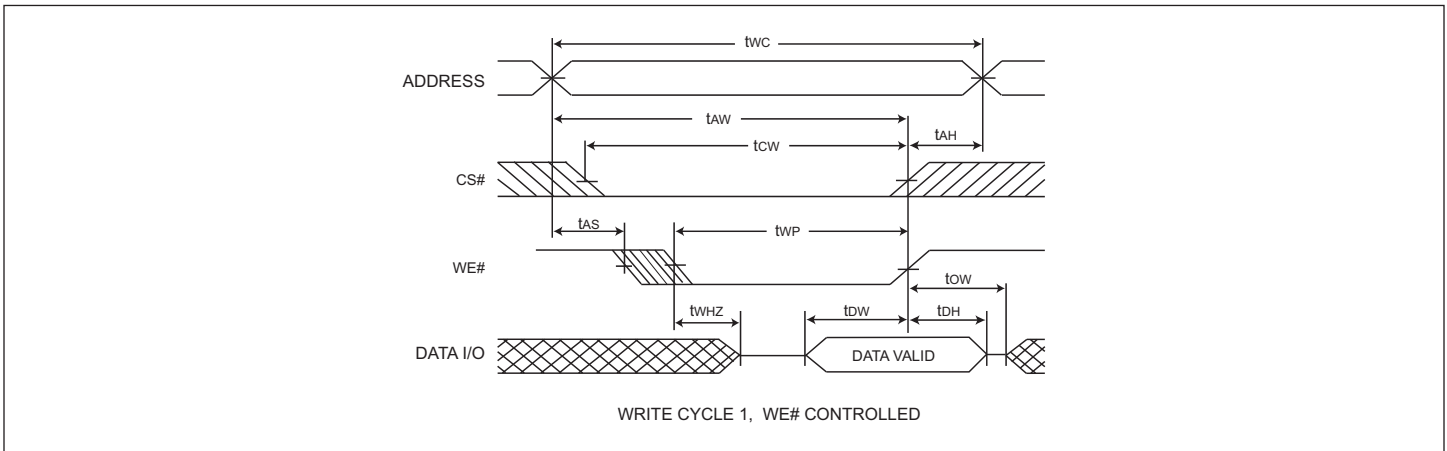 tWC
ADDRESS
tAW
tAH
tCW
CS#
tAS
tWP
WE#
tOW
tWHZ
tDW
tDH
DATA I/O
DATA VALID
WRITE CYCLE 1, WE# CONTROLLED